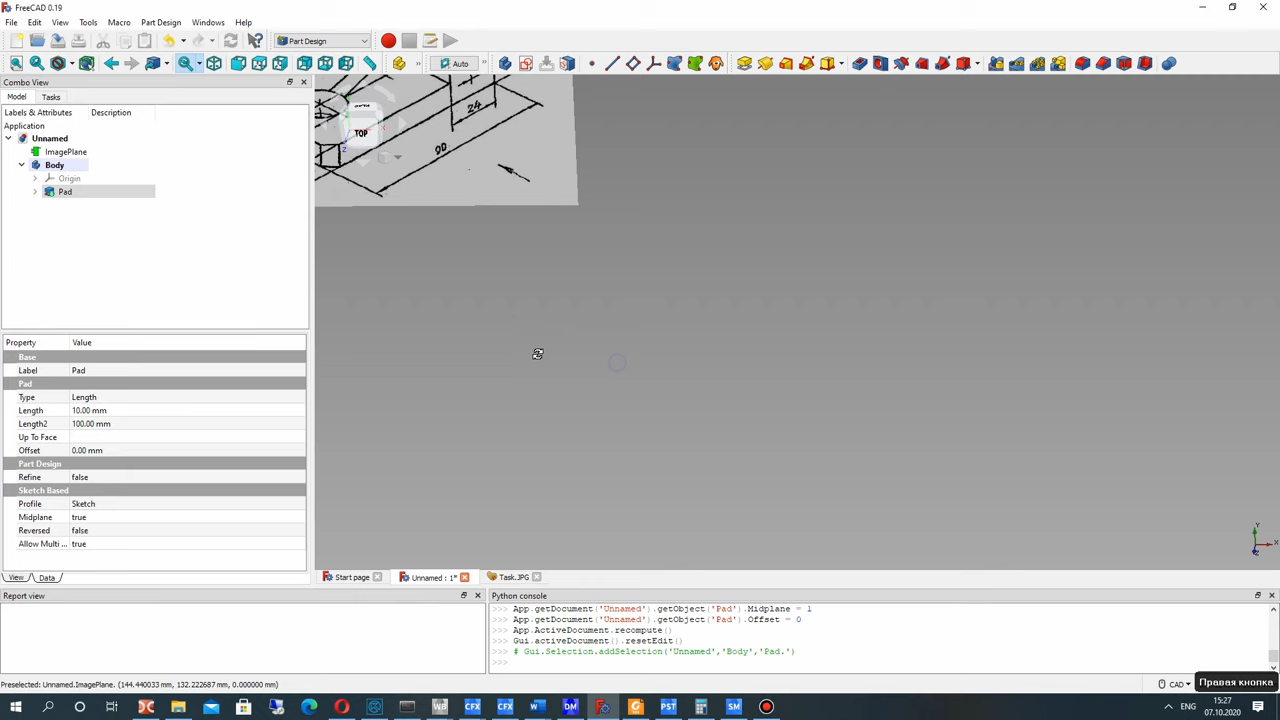 FreeCAD 0.19
File Edit View Tools Macro Part Design Windows Help
Part Design
Auto
Combo View
Model Tasks
Labels & Attributes Description
Application
Unnamed
ImagePlane
Body
Origin
Pad
Property Value
Base
Label Pad
Pad
Type Length
Length 10.00 mm
Length2 100.00 mm
Up To Face
Offset 0.00 mm
Part Design
Refine false
Sketch Based
Profile Sketch
Midplane true
Reversed false
Allow Multi ... true
View Data
24
90
TOP
Z
Y
X
Start page Unnamed : 1* Task.JPG
Report view
Python console
>>> App.getDocument('Unnamed').getObject('Pad').Midplane = 1
>>> App.getDocument('Unnamed').getObject('Pad').Offset = 0
>>> App.ActiveDocument.recompute()
>>> Gui.activeDocument().resetEdit()
>>> # Gui.Selection.addSelection('Unnamed','Body','Pad.')
>>>
Preselected: Unnamed.ImagePlane. (144.440033 mm, 132.222687 mm, 0.000000 mm)
CAD
Правая кнопка
WB CFX CFX W DM PST SM
ENG
15:27
07.10.2020